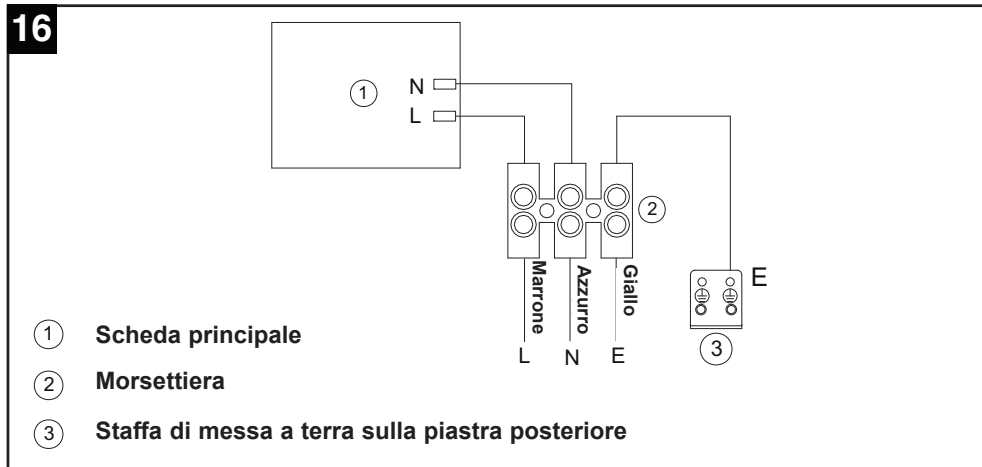 16
1
N
L
2
Marrone
Azzurro
Giallo
E
L
N
E
3
1 Scheda principale
2 Morsettiera
3 Staffa di messa a terra sulla piastra posteriore